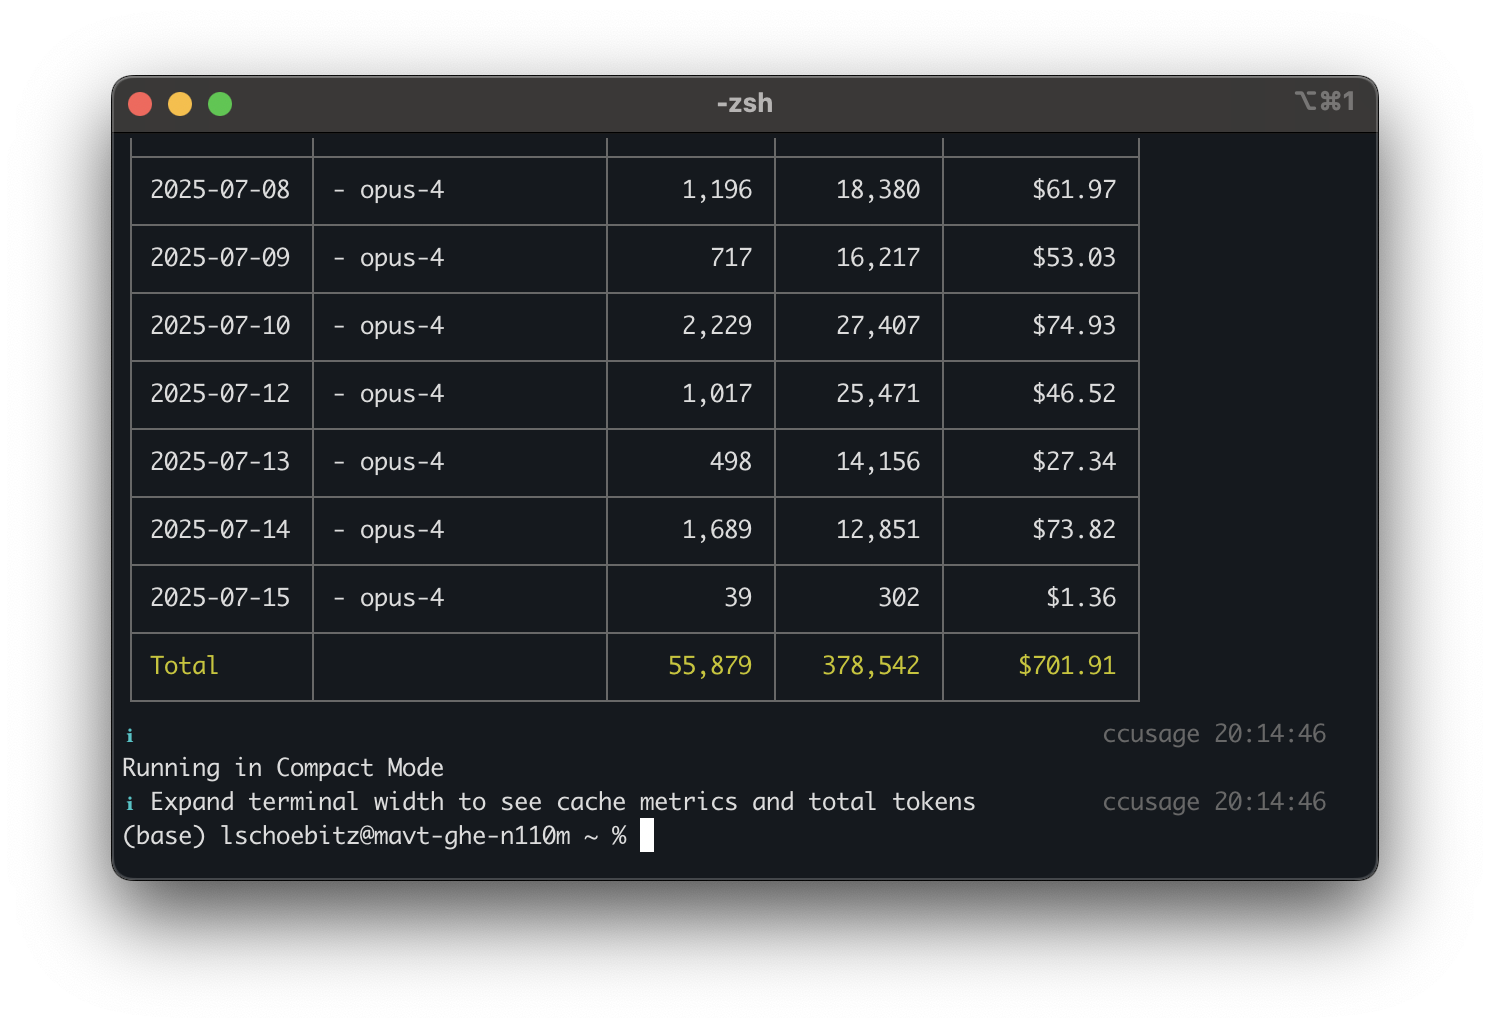 -zsh ⌥⌘1
2025-07-08 - opus-4 1,196 18,380 $61.97
2025-07-09 - opus-4 717 16,217 $53.03
2025-07-10 - opus-4 2,229 27,407 $74.93
2025-07-12 - opus-4 1,017 25,471 $46.52
2025-07-13 - opus-4 498 14,156 $27.34
2025-07-14 - opus-4 1,689 12,851 $73.82
2025-07-15 - opus-4 39 302 $1.36
Total 55,879 378,542 $701.91
ℹ ccusage 20:14:46
Running in Compact Mode
ℹ Expand terminal width to see cache metrics and total tokens ccusage 20:14:46
(base) lschoebitz@mavt-ghe-n110m ~ %